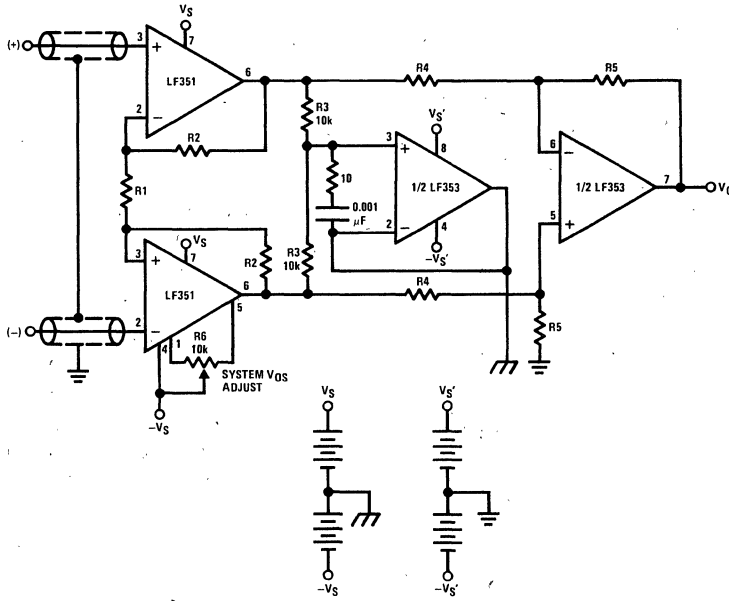 VS
(+)
3
+
7
LF351
6
2
−
R2
R1
R4
R5
R3
10k
VS'
3
+
8
10
1/2 LF353
0.001
μF
2
−
4
−VS'
6
−
1/2 LF353
7
VO
5
+
VS
3
+
7
R2
R3
10k
LF351
6
R4
5
(−)
2
−
4
1
R6
10k
R5
SYSTEM VOS
ADJUST
−VS
VS
VS'
−VS
−VS'